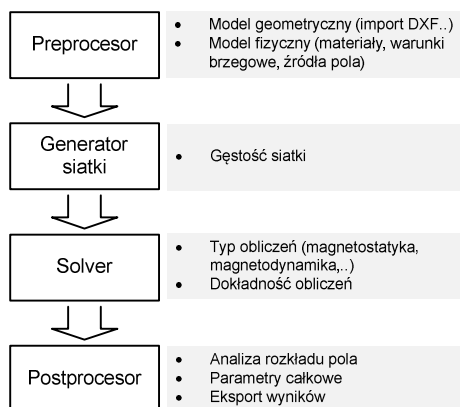 Preprocesor
• Model geometryczny (import DXF..)
• Model fizyczny (materiały, warunki
brzegowe, źródła pola)
Generator
siatki
• Gęstość siatki
Solver
• Typ obliczeń (magnetostatyka,
magnetodynamika,..)
• Dokładność obliczeń
Postprocesor
• Analiza rozkładu pola
• Parametry całkowe
• Eksport wyników